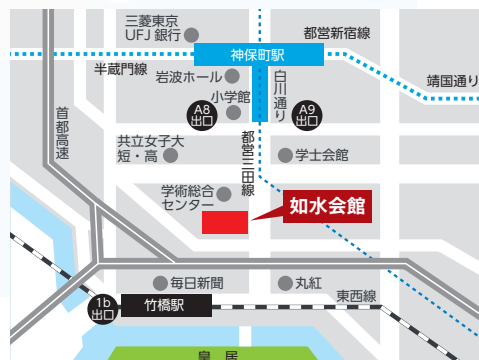 三菱東京
UFJ 銀行
都営新宿線
神保町駅
半蔵門線
岩波ホール
白川通り
靖国通り
小学館
A8
出口
A9
出口
首都高速
共立女子大
短・高
都営三田線
学士会館
学術総合
センター
如水会館
毎日新聞
丸紅
東西線
1b
出口
竹橋駅
皇 居